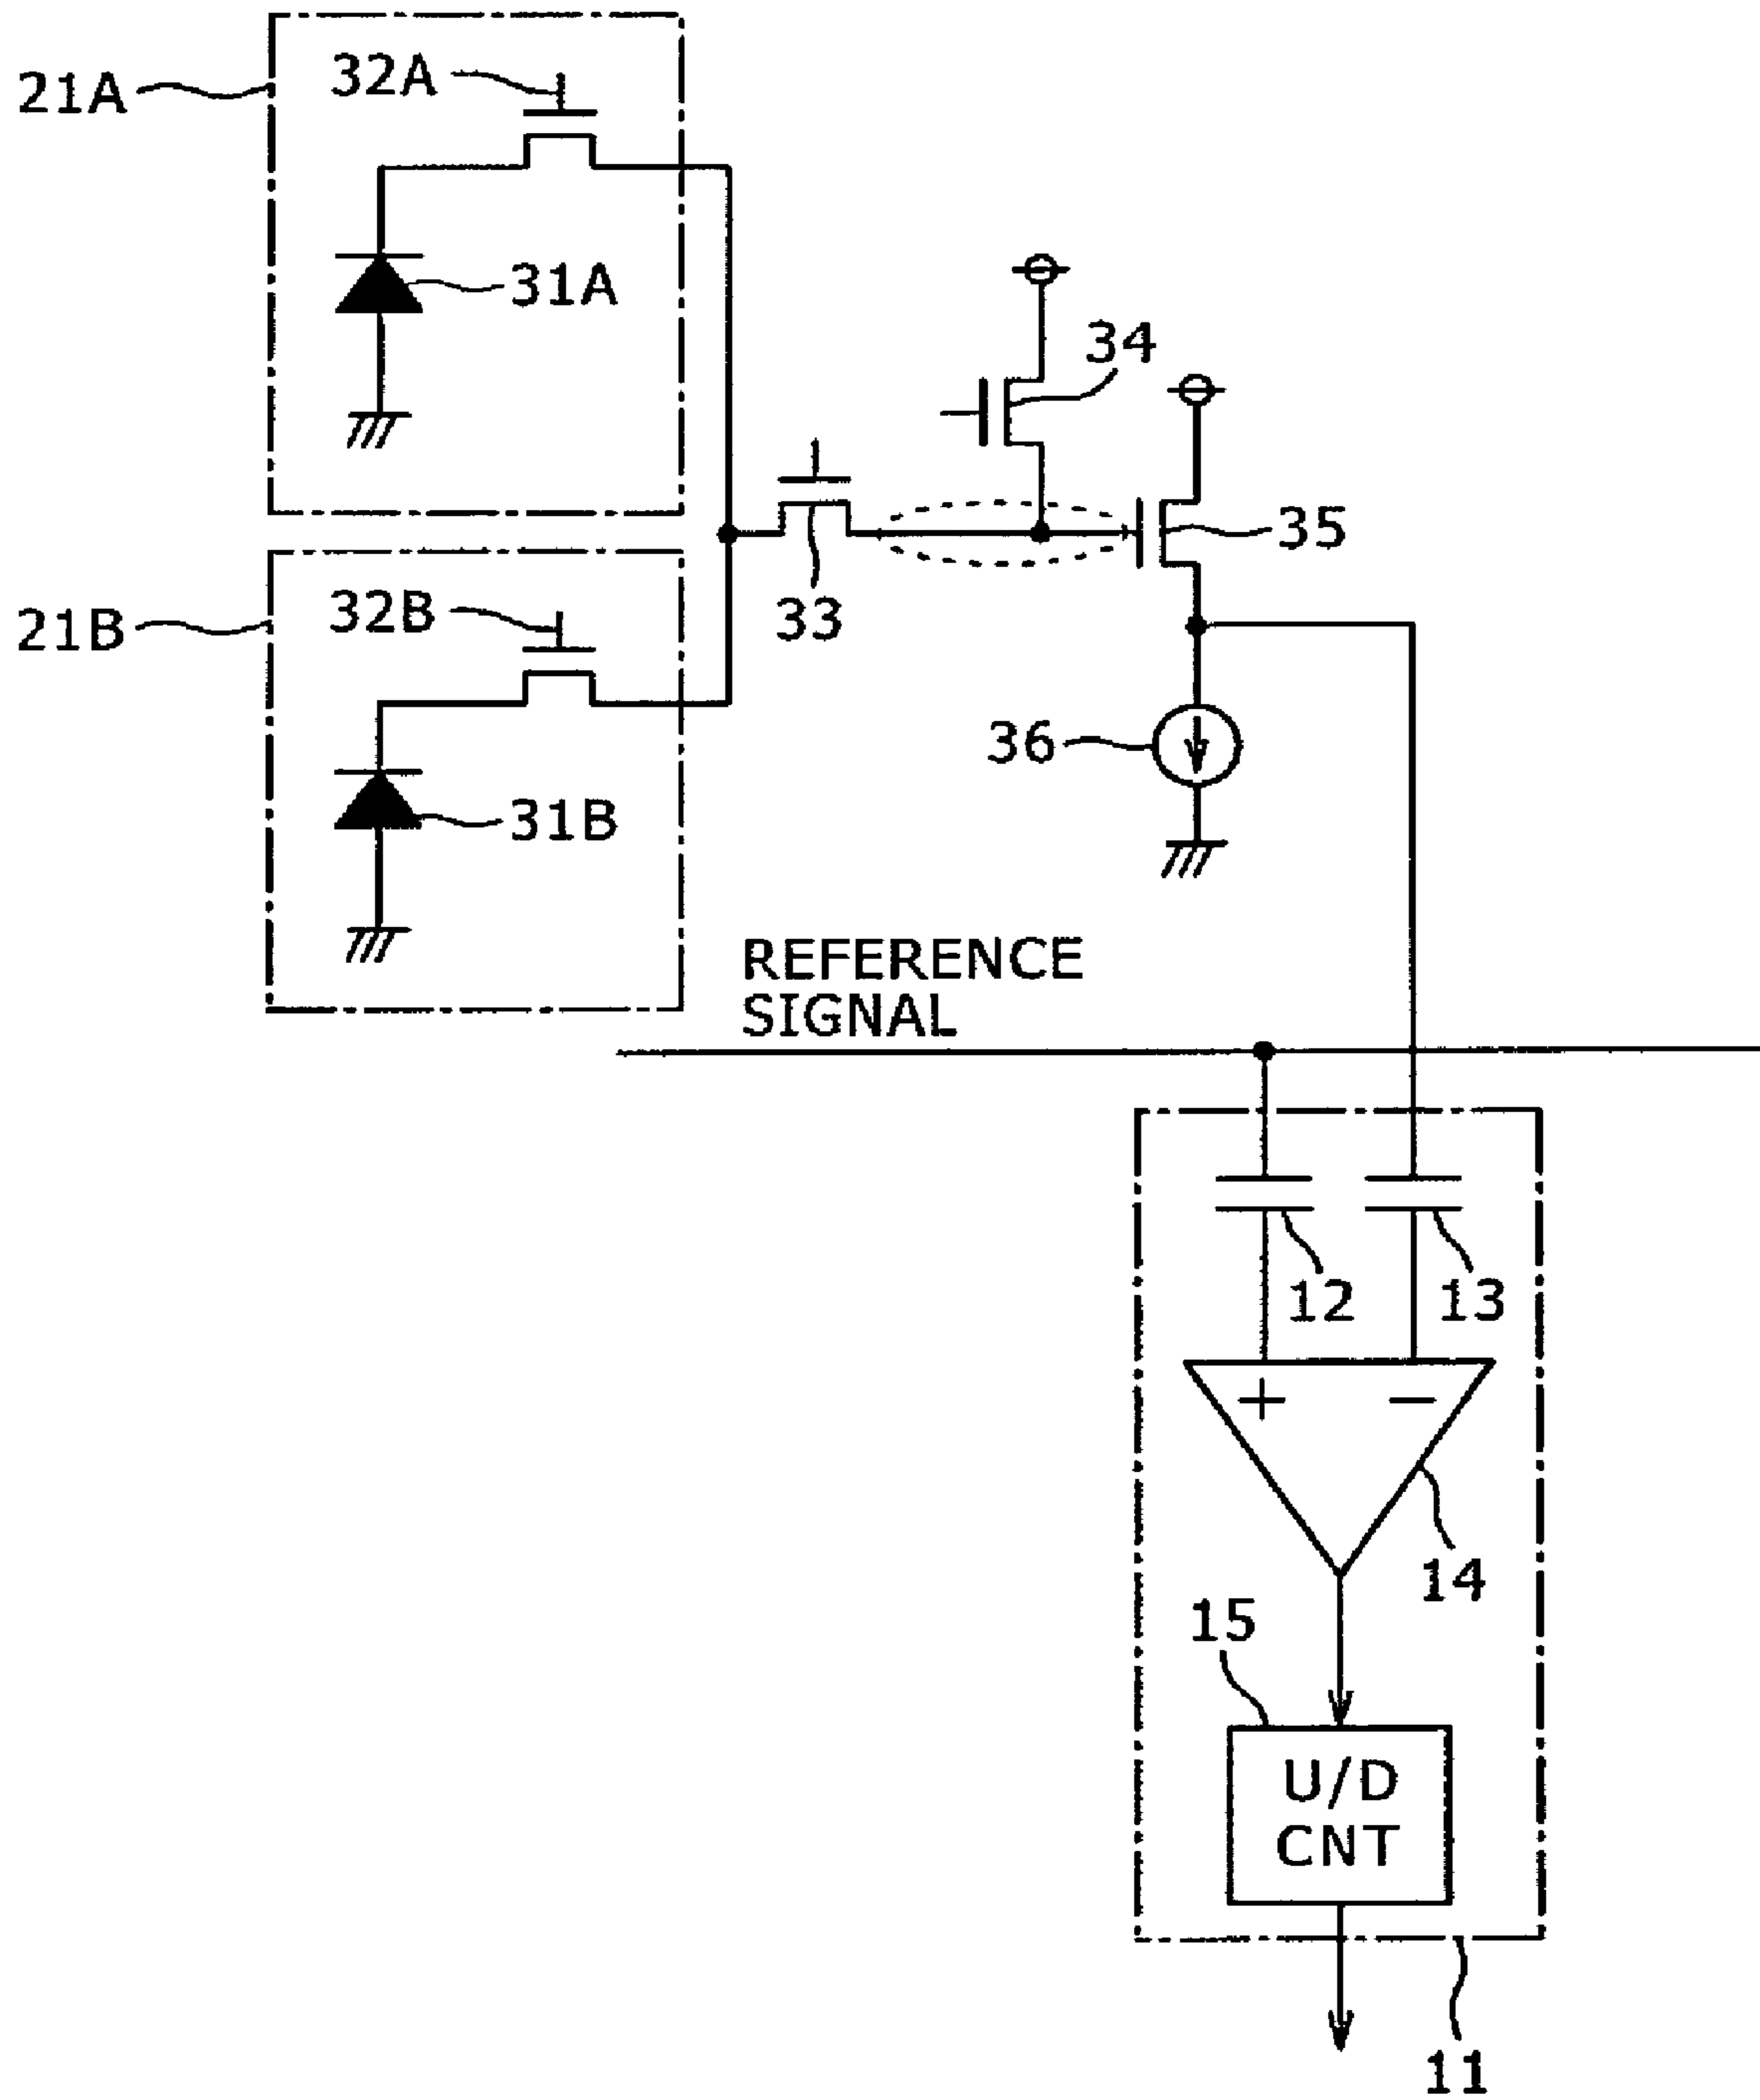 21A
32A
31A
34
35
33
21B
32B
36
31B
REFERENCE
SIGNAL
12
13
+
−
14
15
U/D
CNT
11